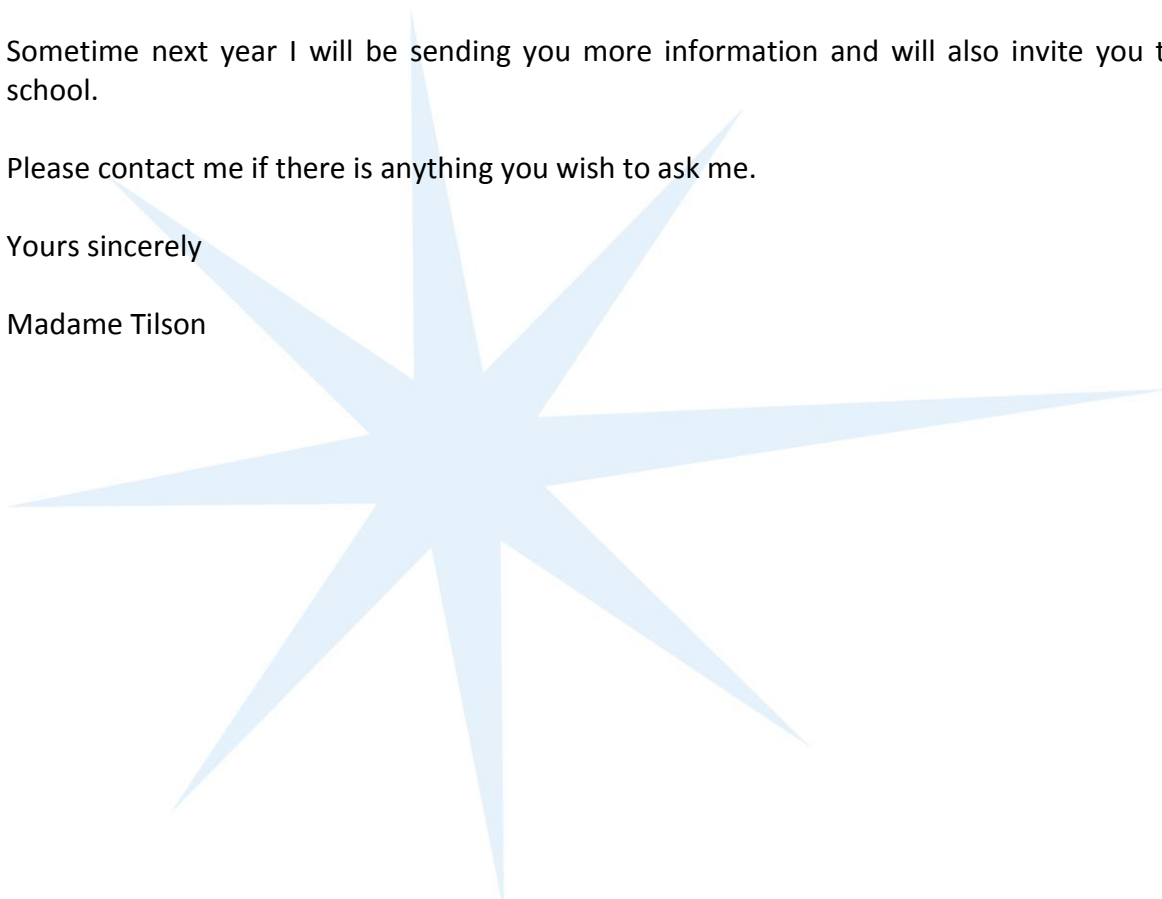 Sometime next year I will be sending you more information and will also invite you
school.
Please contact me if there is anything you wish to ask me.
Yours sincerely
Madame Tilson